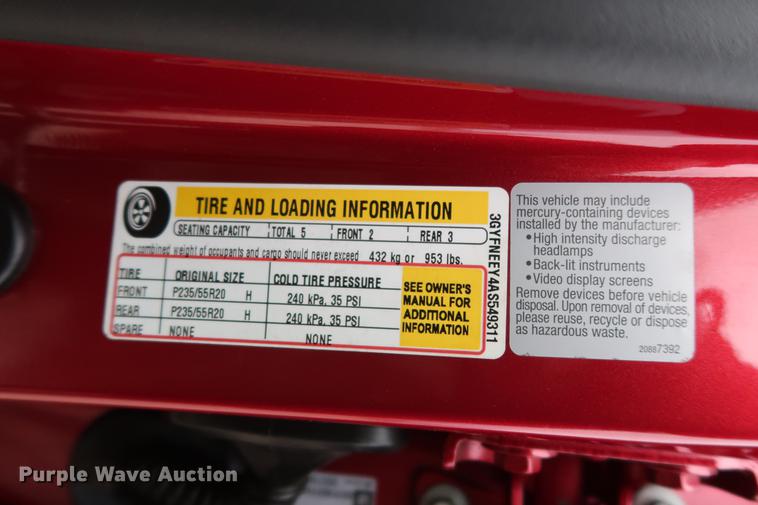 TIRE AND LOADING INFORMATION
SEATING CAPACITY TOTAL 5 FRONT 2 REAR 3
The combined weight of occupants and cargo should never exceed 432 kg or 953 lbs.
TIRE ORIGINAL SIZE COLD TIRE PRESSURE
FRONT P235/55R20 H 240 kPa, 35 PSI
REAR P235/55R20 H 240 kPa, 35 PSI
SPARE NONE NONE
SEE OWNER'S
MANUAL FOR
ADDITIONAL
INFORMATION
3GYFNEEY4AS549311
This vehicle may include
mercury-containing devices
installed by the manufacturer:
• High intensity discharge
headlamps
• Back-lit instruments
• Video display screens
Remove devices before vehicle
disposal. Upon removal of devices,
please reuse, recycle or dispose
as hazardous waste.
20887392
Purple Wave Auction